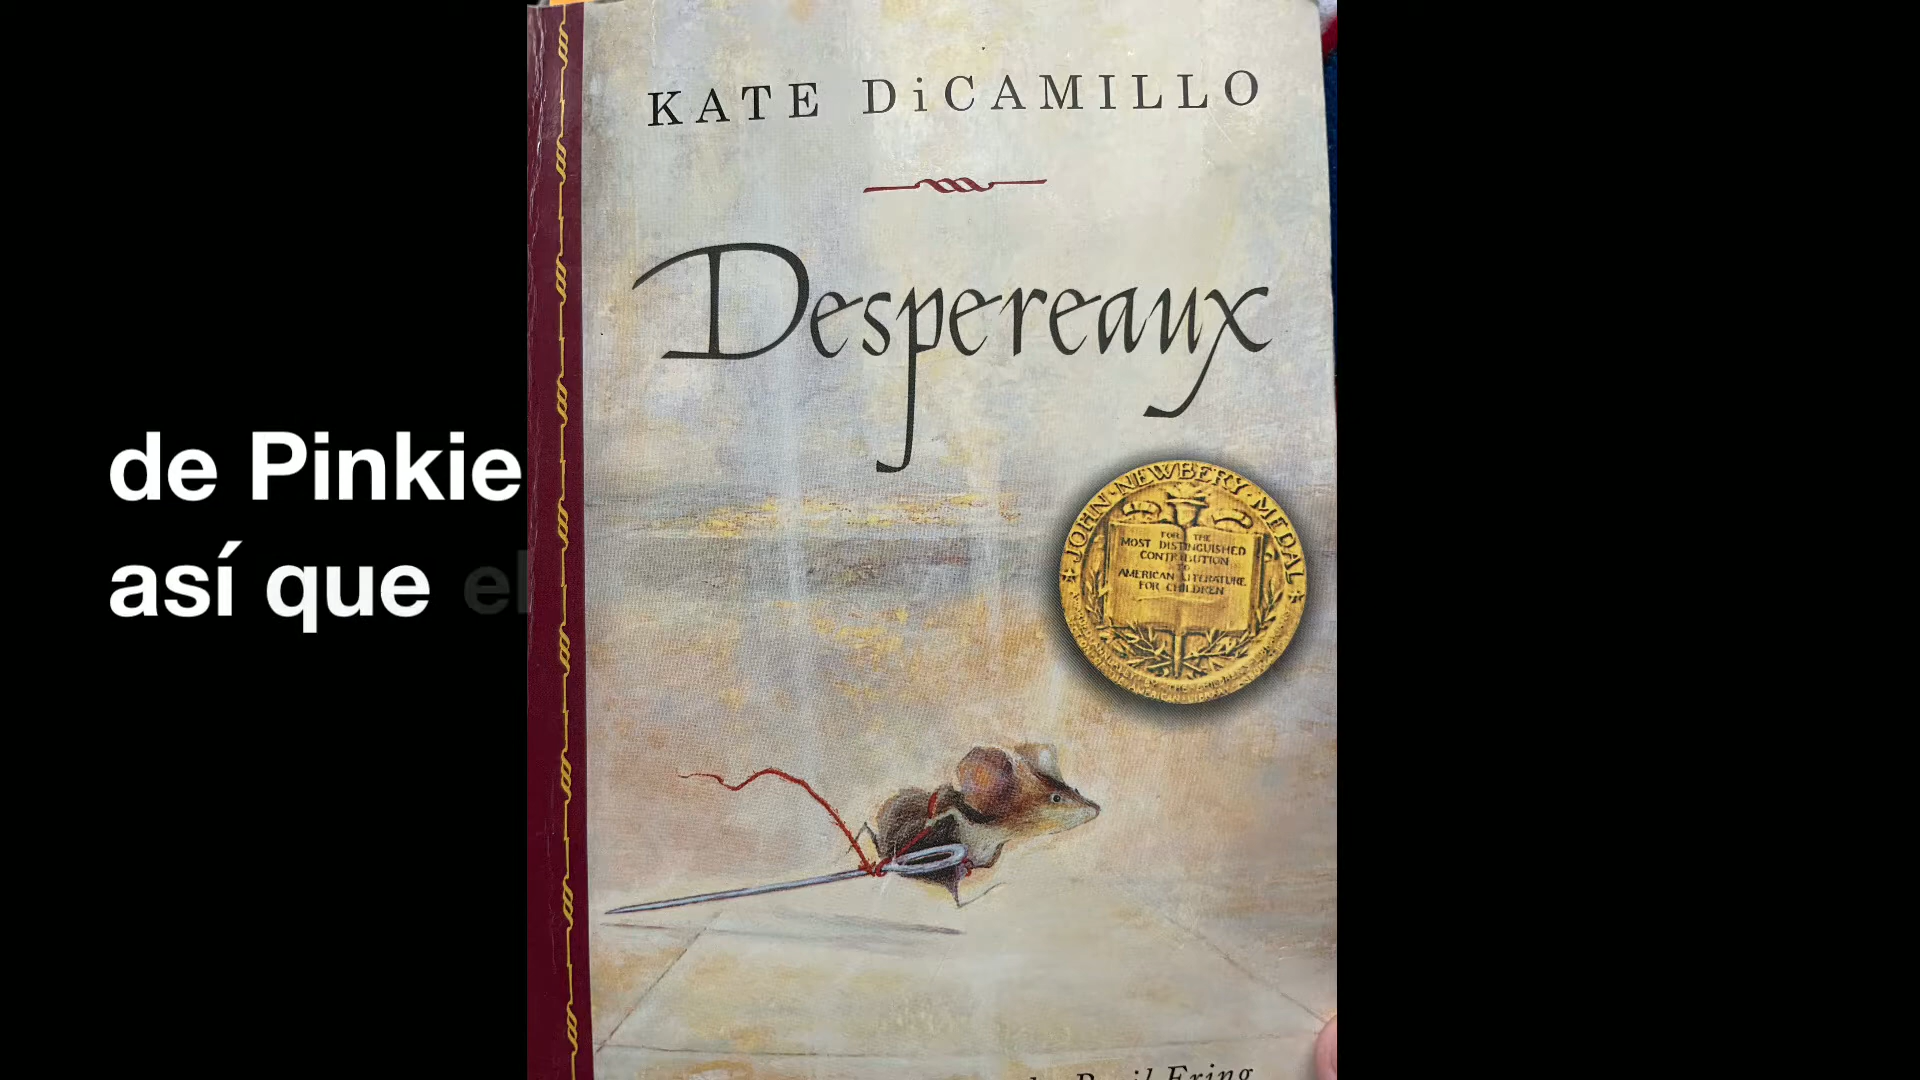 KATE DiCAMILLO
Despereaux
de Pinkie
así que
JOHN NEWBERY MEDAL
FOR THE
MOST DISTINGUISHED
CONTRIBUTION
TO
AMERICAN LITERATURE
FOR CHILDREN
Ering